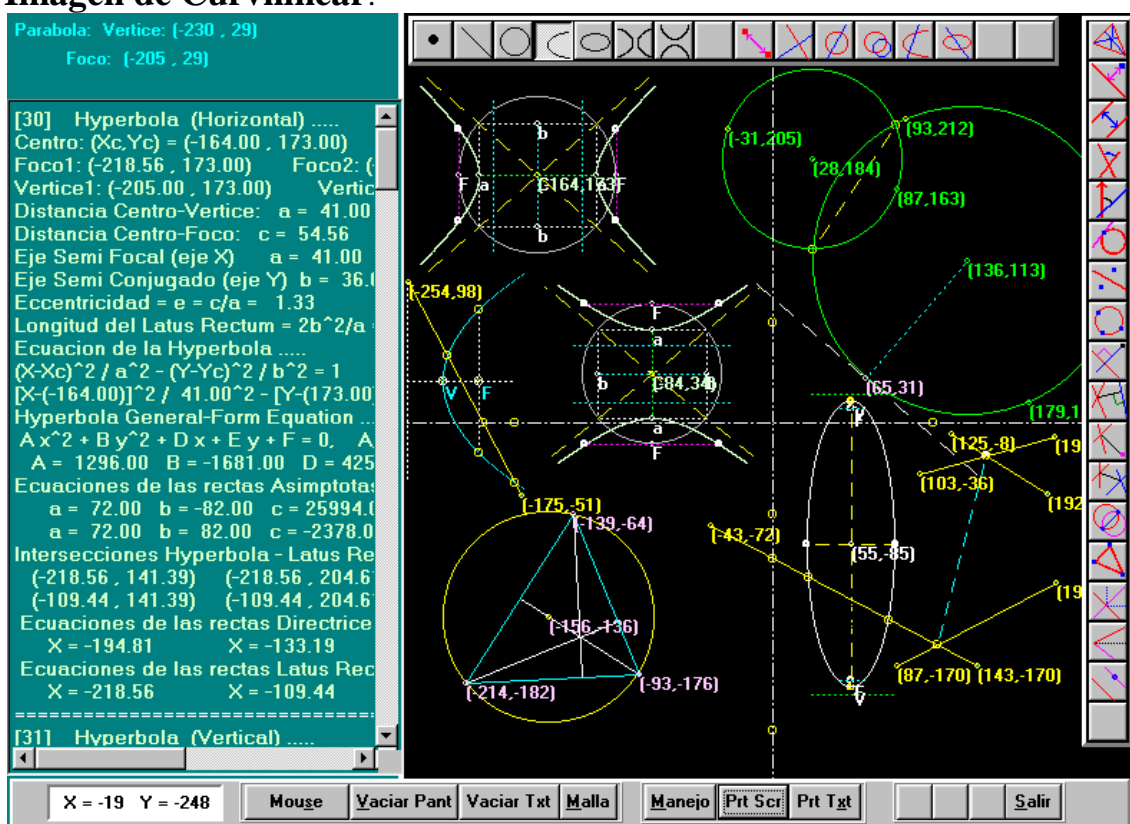 Imagen de Curvilinear:
Parabola: Vertice: (-230 , 29)
Foco: (-205 , 29)
[30] Hyperbola (Horizontal) .....
Centro: (Xc,Yc) = (-164.00 , 173.00)
Foco1: (-218.56 , 173.00) Foco2: (-
Vertice1: (-205.00 , 173.00) Vertic
Distancia Centro-Vertice: a = 41.00
Distancia Centro-Foco: c = 54.56
Eje Semi Focal (eje X) a = 41.00
Eje Semi Conjugado (eje Y) b = 36.0
Eccentricidad = e = c/a = 1.33
Longitud del Latus Rectum = 2b^2/a =
Ecuacion de la Hyperbola .....
(X-Xc)^2 / a^2 - (Y-Yc)^2 / b^2 = 1
[X-(-164.00)]^2 / 41.00^2 - [Y-(173.00)
Hyperbola General-Form Equation ...
A x^2 + B y^2 + D x + E y + F = 0, A
A = 1296.00 B = -1681.00 D = 425
Ecuaciones de las rectas Asimptotas
a = 72.00 b = -82.00 c = 25994.0
a = 72.00 b = 82.00 c = -2378.0
Intersecciones Hyperbola - Latus Re
(-218.56 , 141.39) (-218.56 , 204.6
(-109.44 , 141.39) (-109.44 , 204.6
Ecuaciones de las rectas Directrice
X = -194.81 X = -133.19
Ecuaciones de las rectas Latus Rec
X = -218.56 X = -109.44
[31] Hyperbola (Vertical) .....
b
F a (-164,173) F
b
(-31,205)
(93,212)
(28,184)
(87,163)
(136,113)
(-254,98)
V F
F
a
b (-84,34) b
a
F
(65,31)
(179,1
F
V
(125,-8)
(19
(103,-36)
(192
(-175,-51)
(-139,-64)
(-43,-72)
(55,-85)
(19
(-156,-136)
(-214,-182)
(-93,-176)
(87,-170) (143,-170)
F
V
X = -19 Y = -248
Mouse Vaciar Pant Vaciar Txt Malla Manejo Prt Scr Prt Txt Salir